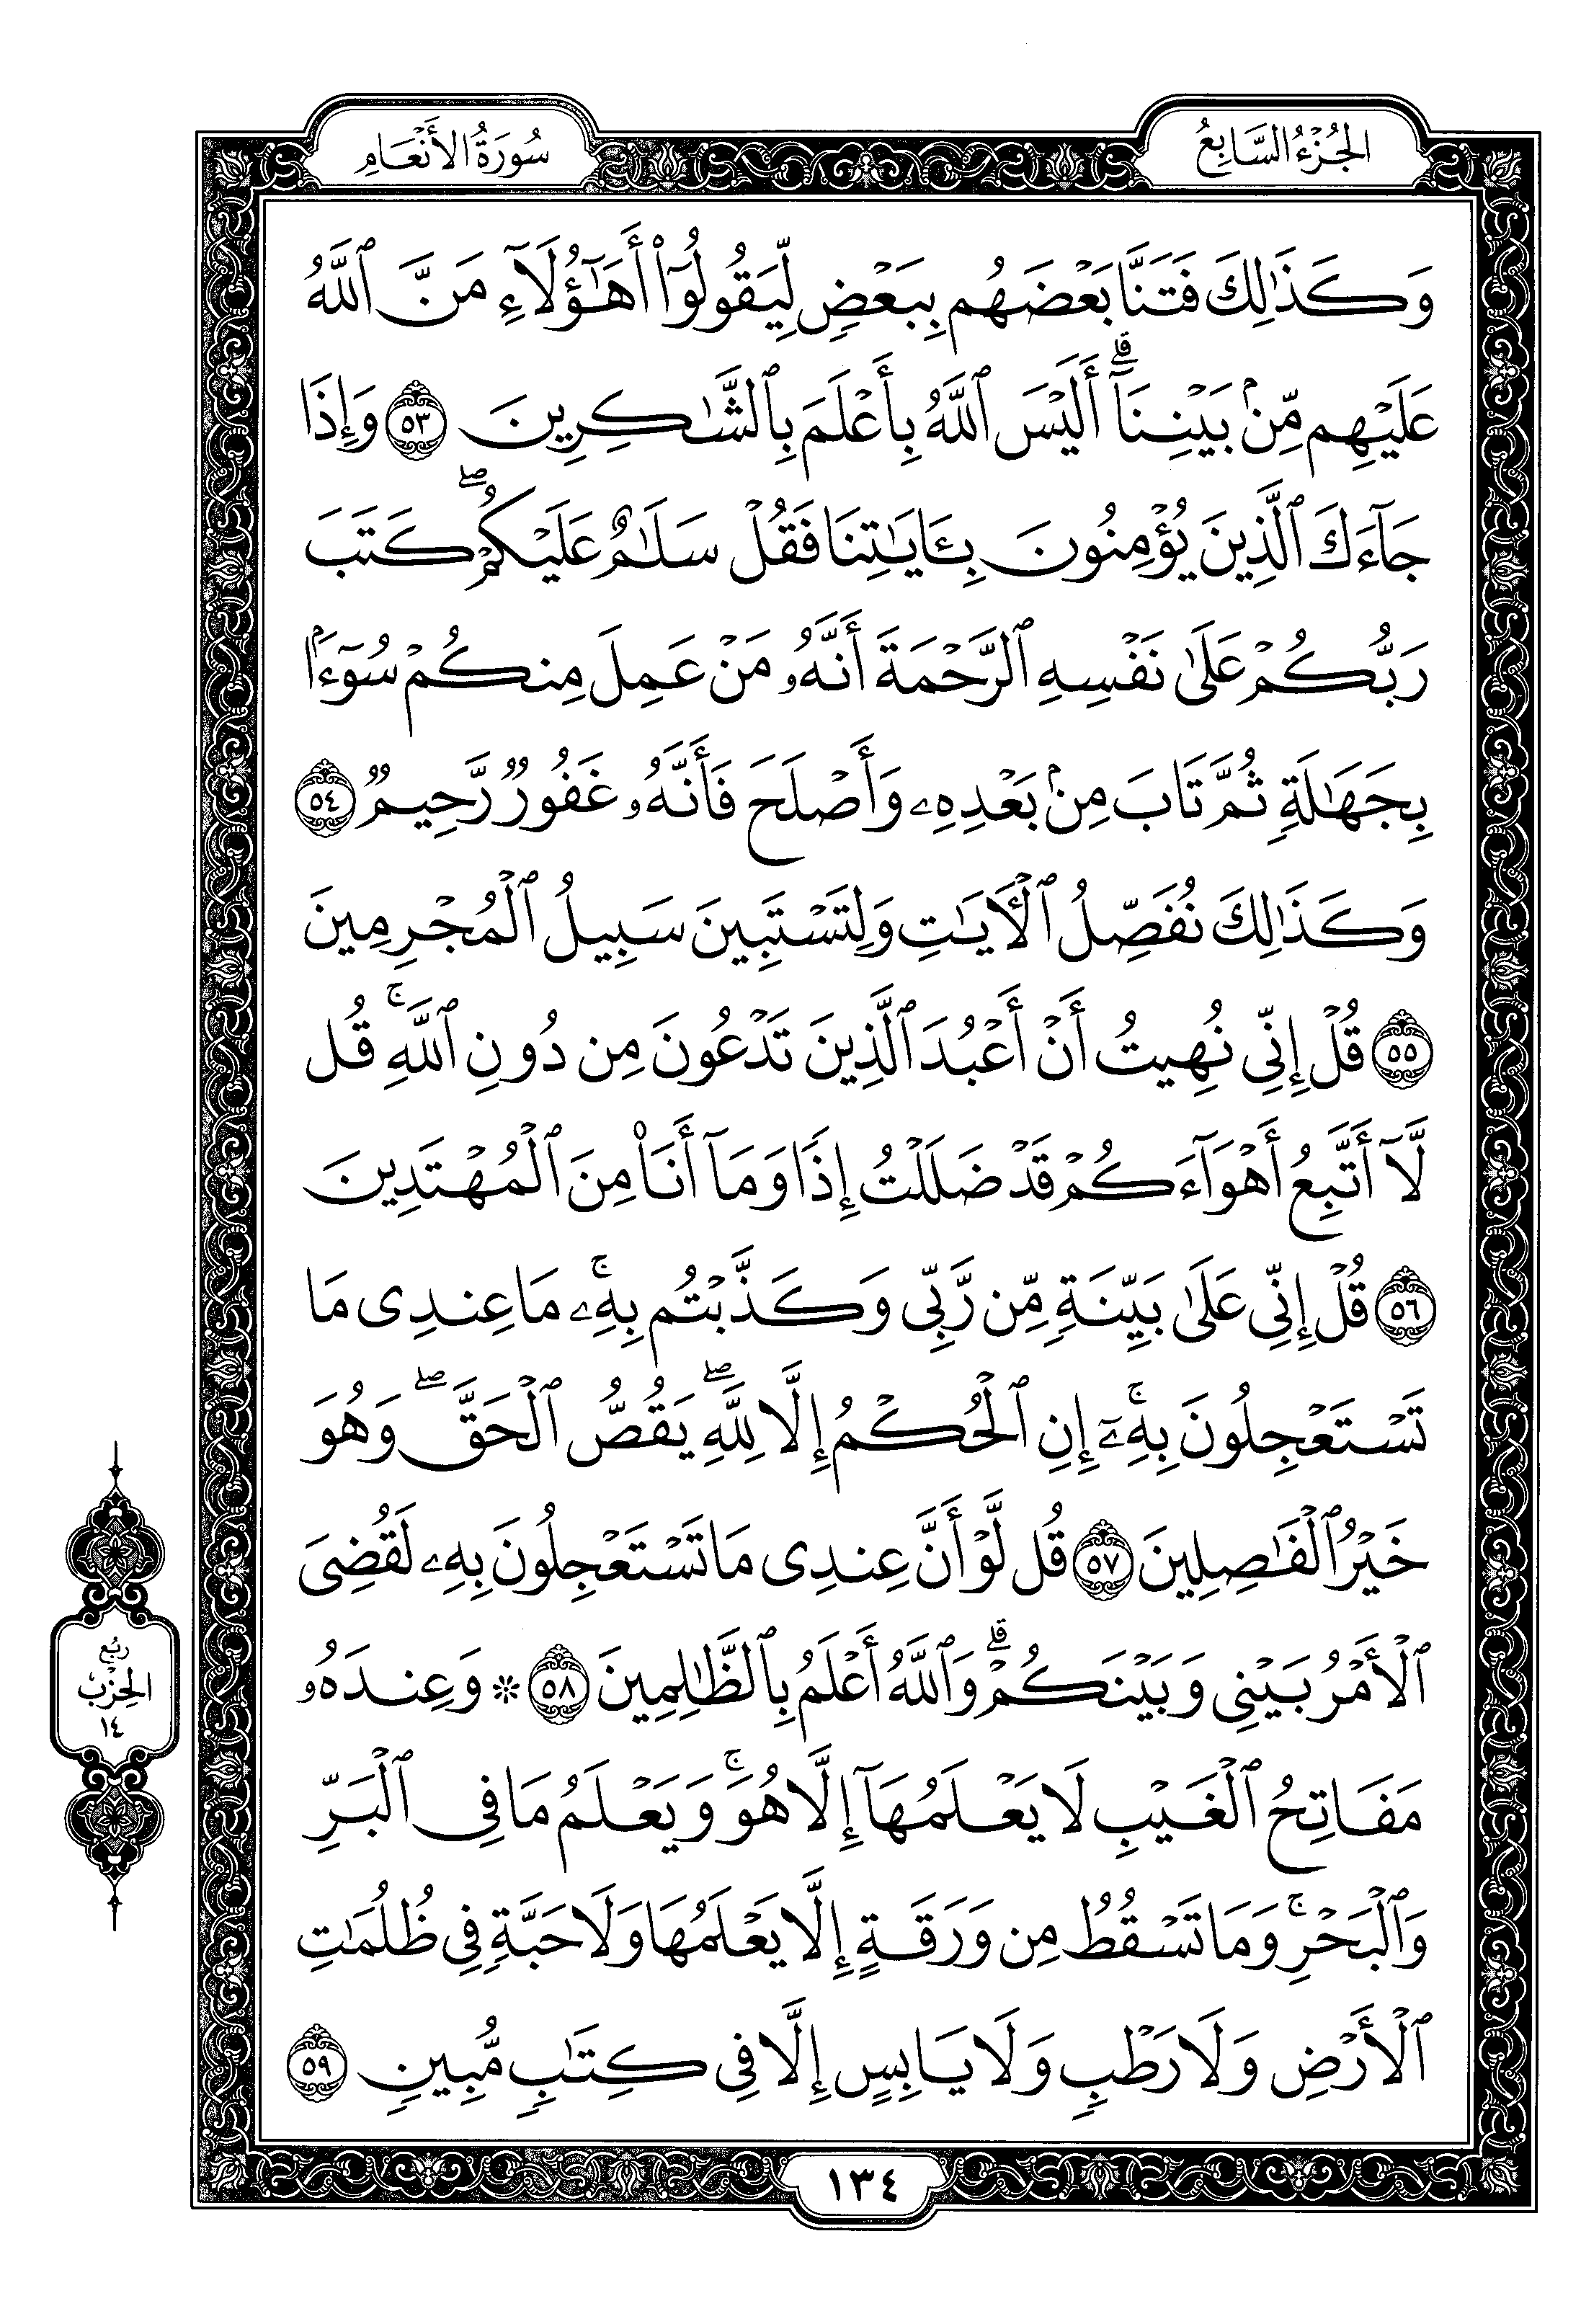 الجُزْءُ السَّابِعُ
سُورَةُ الأَنْعَامِ
وَكَذَٰلِكَ فَتَنَّا بَعْضَهُم بِبَعْضٖ لِّيَقُولُوٓاْ أَهَٰٓؤُلَآءِ مَنَّ ٱللَّهُ
عَلَيْهِم مِّنۢ بَيْنِنَآۗ أَلَيْسَ ٱللَّهُ بِأَعْلَمَ بِٱلشَّٰكِرِينَ ٥٣ وَإِذَا
جَآءَكَ ٱلَّذِينَ يُؤْمِنُونَ بِـَٔايَٰتِنَا فَقُلْ سَلَٰمٌ عَلَيْكُمْۖ كَتَبَ
رَبُّكُمْ عَلَىٰ نَفْسِهِ ٱلرَّحْمَةَ أَنَّهُۥ مَنْ عَمِلَ مِنكُمْ سُوٓءَۢا
بِجَهَٰلَةٖ ثُمَّ تَابَ مِنۢ بَعْدِهِۦ وَأَصْلَحَ فَأَنَّهُۥ غَفُورٞ رَّحِيمٞ ٥٤
وَكَذَٰلِكَ نُفَصِّلُ ٱلْأٓيَٰتِ وَلِتَسْتَبِينَ سَبِيلُ ٱلْمُجْرِمِينَ
٥٥ قُلْ إِنِّي نُهِيتُ أَنْ أَعْبُدَ ٱلَّذِينَ تَدْعُونَ مِن دُونِ ٱللَّهِۚ قُل
لَّآ أَتَّبِعُ أَهْوَآءَكُمْ قَدْ ضَلَلْتُ إِذٗا وَمَآ أَنَا۠ مِنَ ٱلْمُهْتَدِينَ
٥٦ قُلْ إِنِّي عَلَىٰ بَيِّنَةٖ مِّن رَّبِّي وَكَذَّبْتُم بِهِۦۚ مَا عِندِي مَا
تَسْتَعْجِلُونَ بِهِۦٓۚ إِنِ ٱلْحُكْمُ إِلَّا لِلَّهِۖ يَقُصُّ ٱلْحَقَّۖ وَهُوَ
خَيْرُ ٱلْفَٰصِلِينَ ٥٧ قُل لَّوْ أَنَّ عِندِي مَا تَسْتَعْجِلُونَ بِهِۦ لَقُضِيَ
ٱلْأَمْرُ بَيْنِي وَبَيْنَكُمْۗ وَٱللَّهُ أَعْلَمُ بِٱلظَّٰلِمِينَ ٥٨ ۞ وَعِندَهُۥ
مَفَاتِحُ ٱلْغَيْبِ لَا يَعْلَمُهَآ إِلَّا هُوَۚ وَيَعْلَمُ مَا فِي ٱلْبَرِّ
وَٱلْبَحْرِۚ وَمَا تَسْقُطُ مِن وَرَقَةٍ إِلَّا يَعْلَمُهَا وَلَا حَبَّةٖ فِي ظُلُمَٰتِ
ٱلْأَرْضِ وَلَا رَطْبٖ وَلَا يَابِسٍ إِلَّا فِي كِتَٰبٖ مُّبِينٖ ٥٩
رُبُع
الحِزْب
١٤
١٣٤